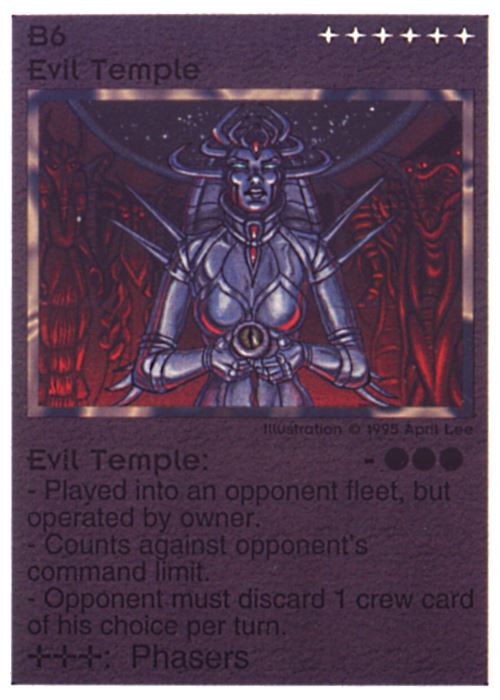 B6
Evil Temple
Illustration © 1995 April Lee
Evil Temple: -
- Played into an opponent fleet, but
operated by owner.
- Counts against opponent's
command limit.
- Opponent must discard 1 crew card
of his choice per turn.
: Phasers